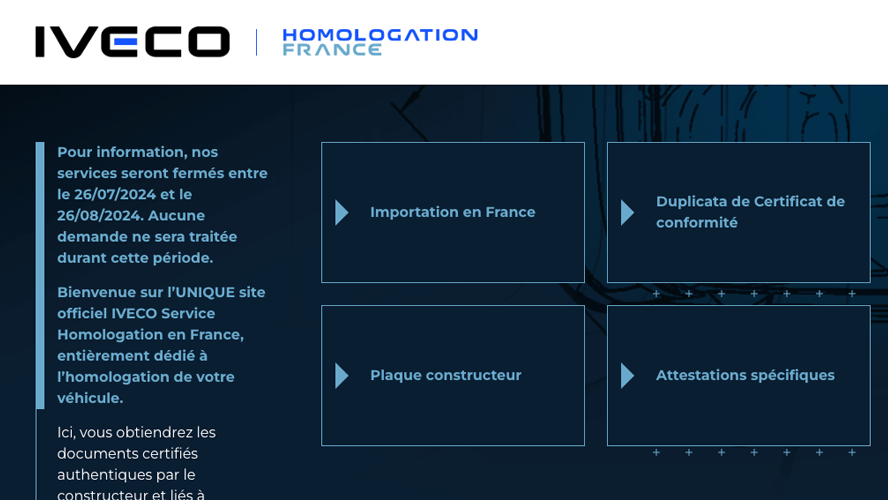 IVECO
HOMOLOGATION
FRANCE
Pour information, nos
services seront fermés entre
le 26/07/2024 et le
26/08/2024. Aucune
demande ne sera traitée
durant cette période.
Bienvenue sur l’UNIQUE site
officiel IVECO Service
Homologation en France,
entièrement dédié à
l’homologation de votre
véhicule.
Ici, vous obtiendrez les
documents certifiés
authentiques par le
constructeur et liés à
Importation en France
Duplicata de Certificat de
conformité
Plaque constructeur
Attestations spécifiques